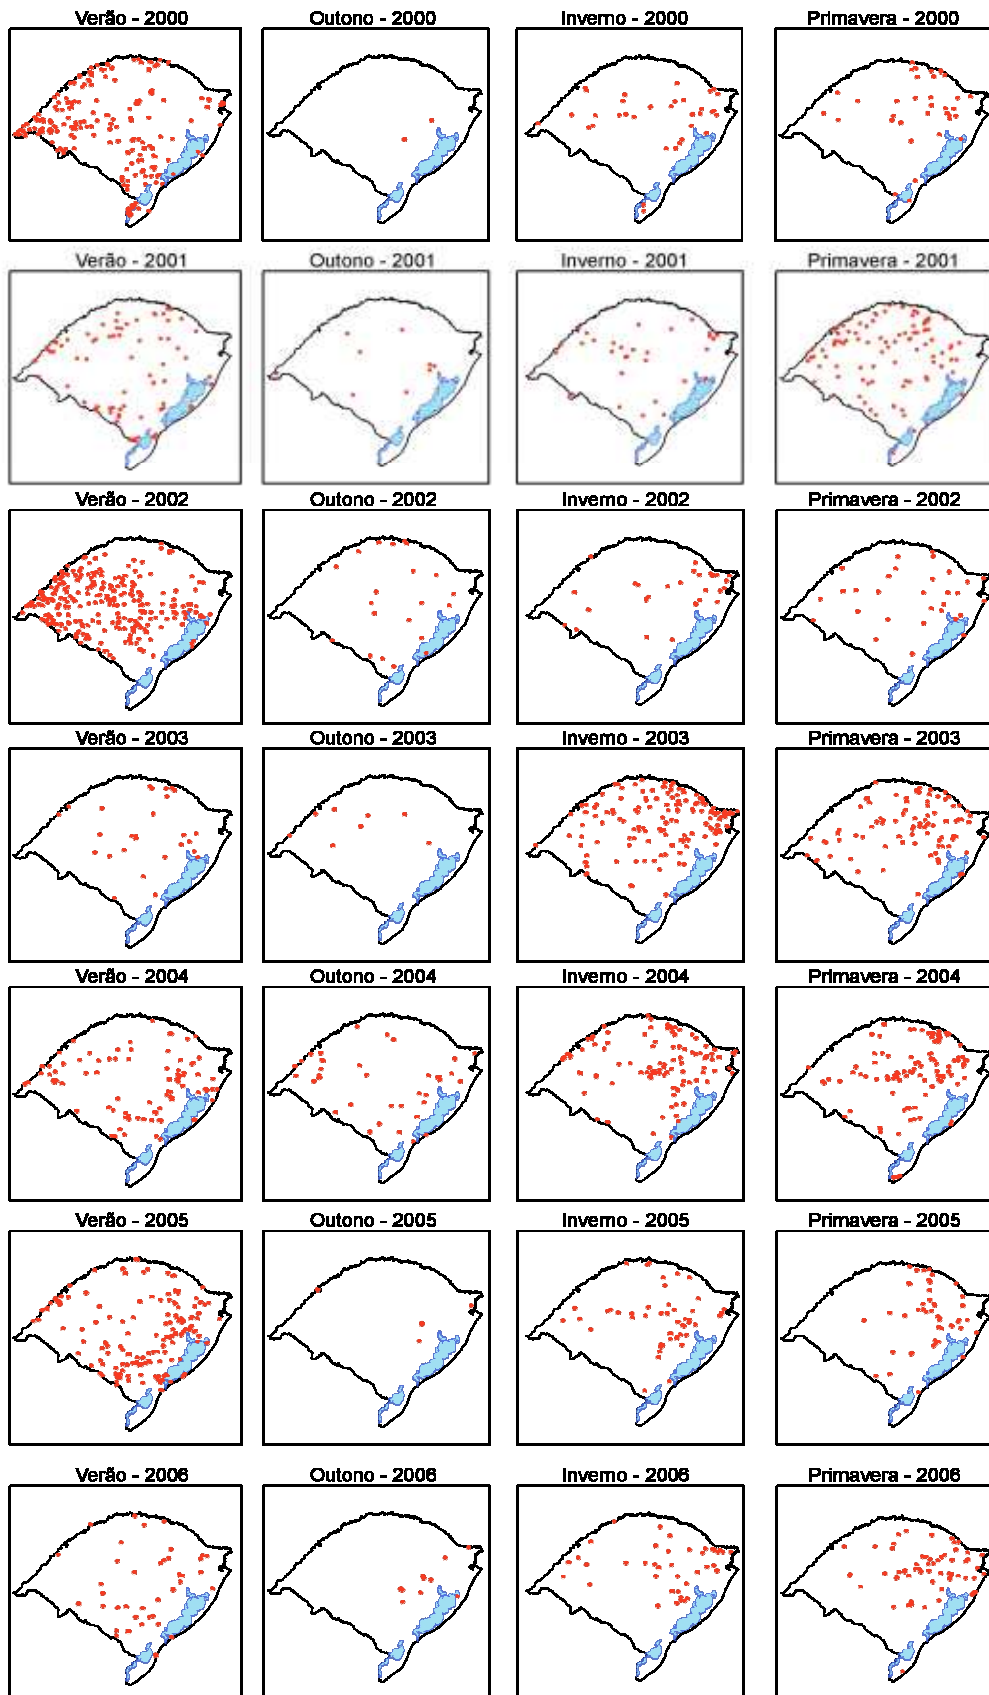 Verão - 2000
Outono - 2000
Inverno - 2000
Primavera - 2000
Verão - 2001
Outono - 2001
Inverno - 2001
Primavera - 2001
Verão - 2002
Outono - 2002
Inverno - 2002
Primavera - 2002
Verão - 2003
Outono - 2003
Inverno - 2003
Primavera - 2003
Verão - 2004
Outono - 2004
Inverno - 2004
Primavera - 2004
Verão - 2005
Outono - 2005
Inverno - 2005
Primavera - 2005
Verão - 2006
Outono - 2006
Inverno - 2006
Primavera - 2006